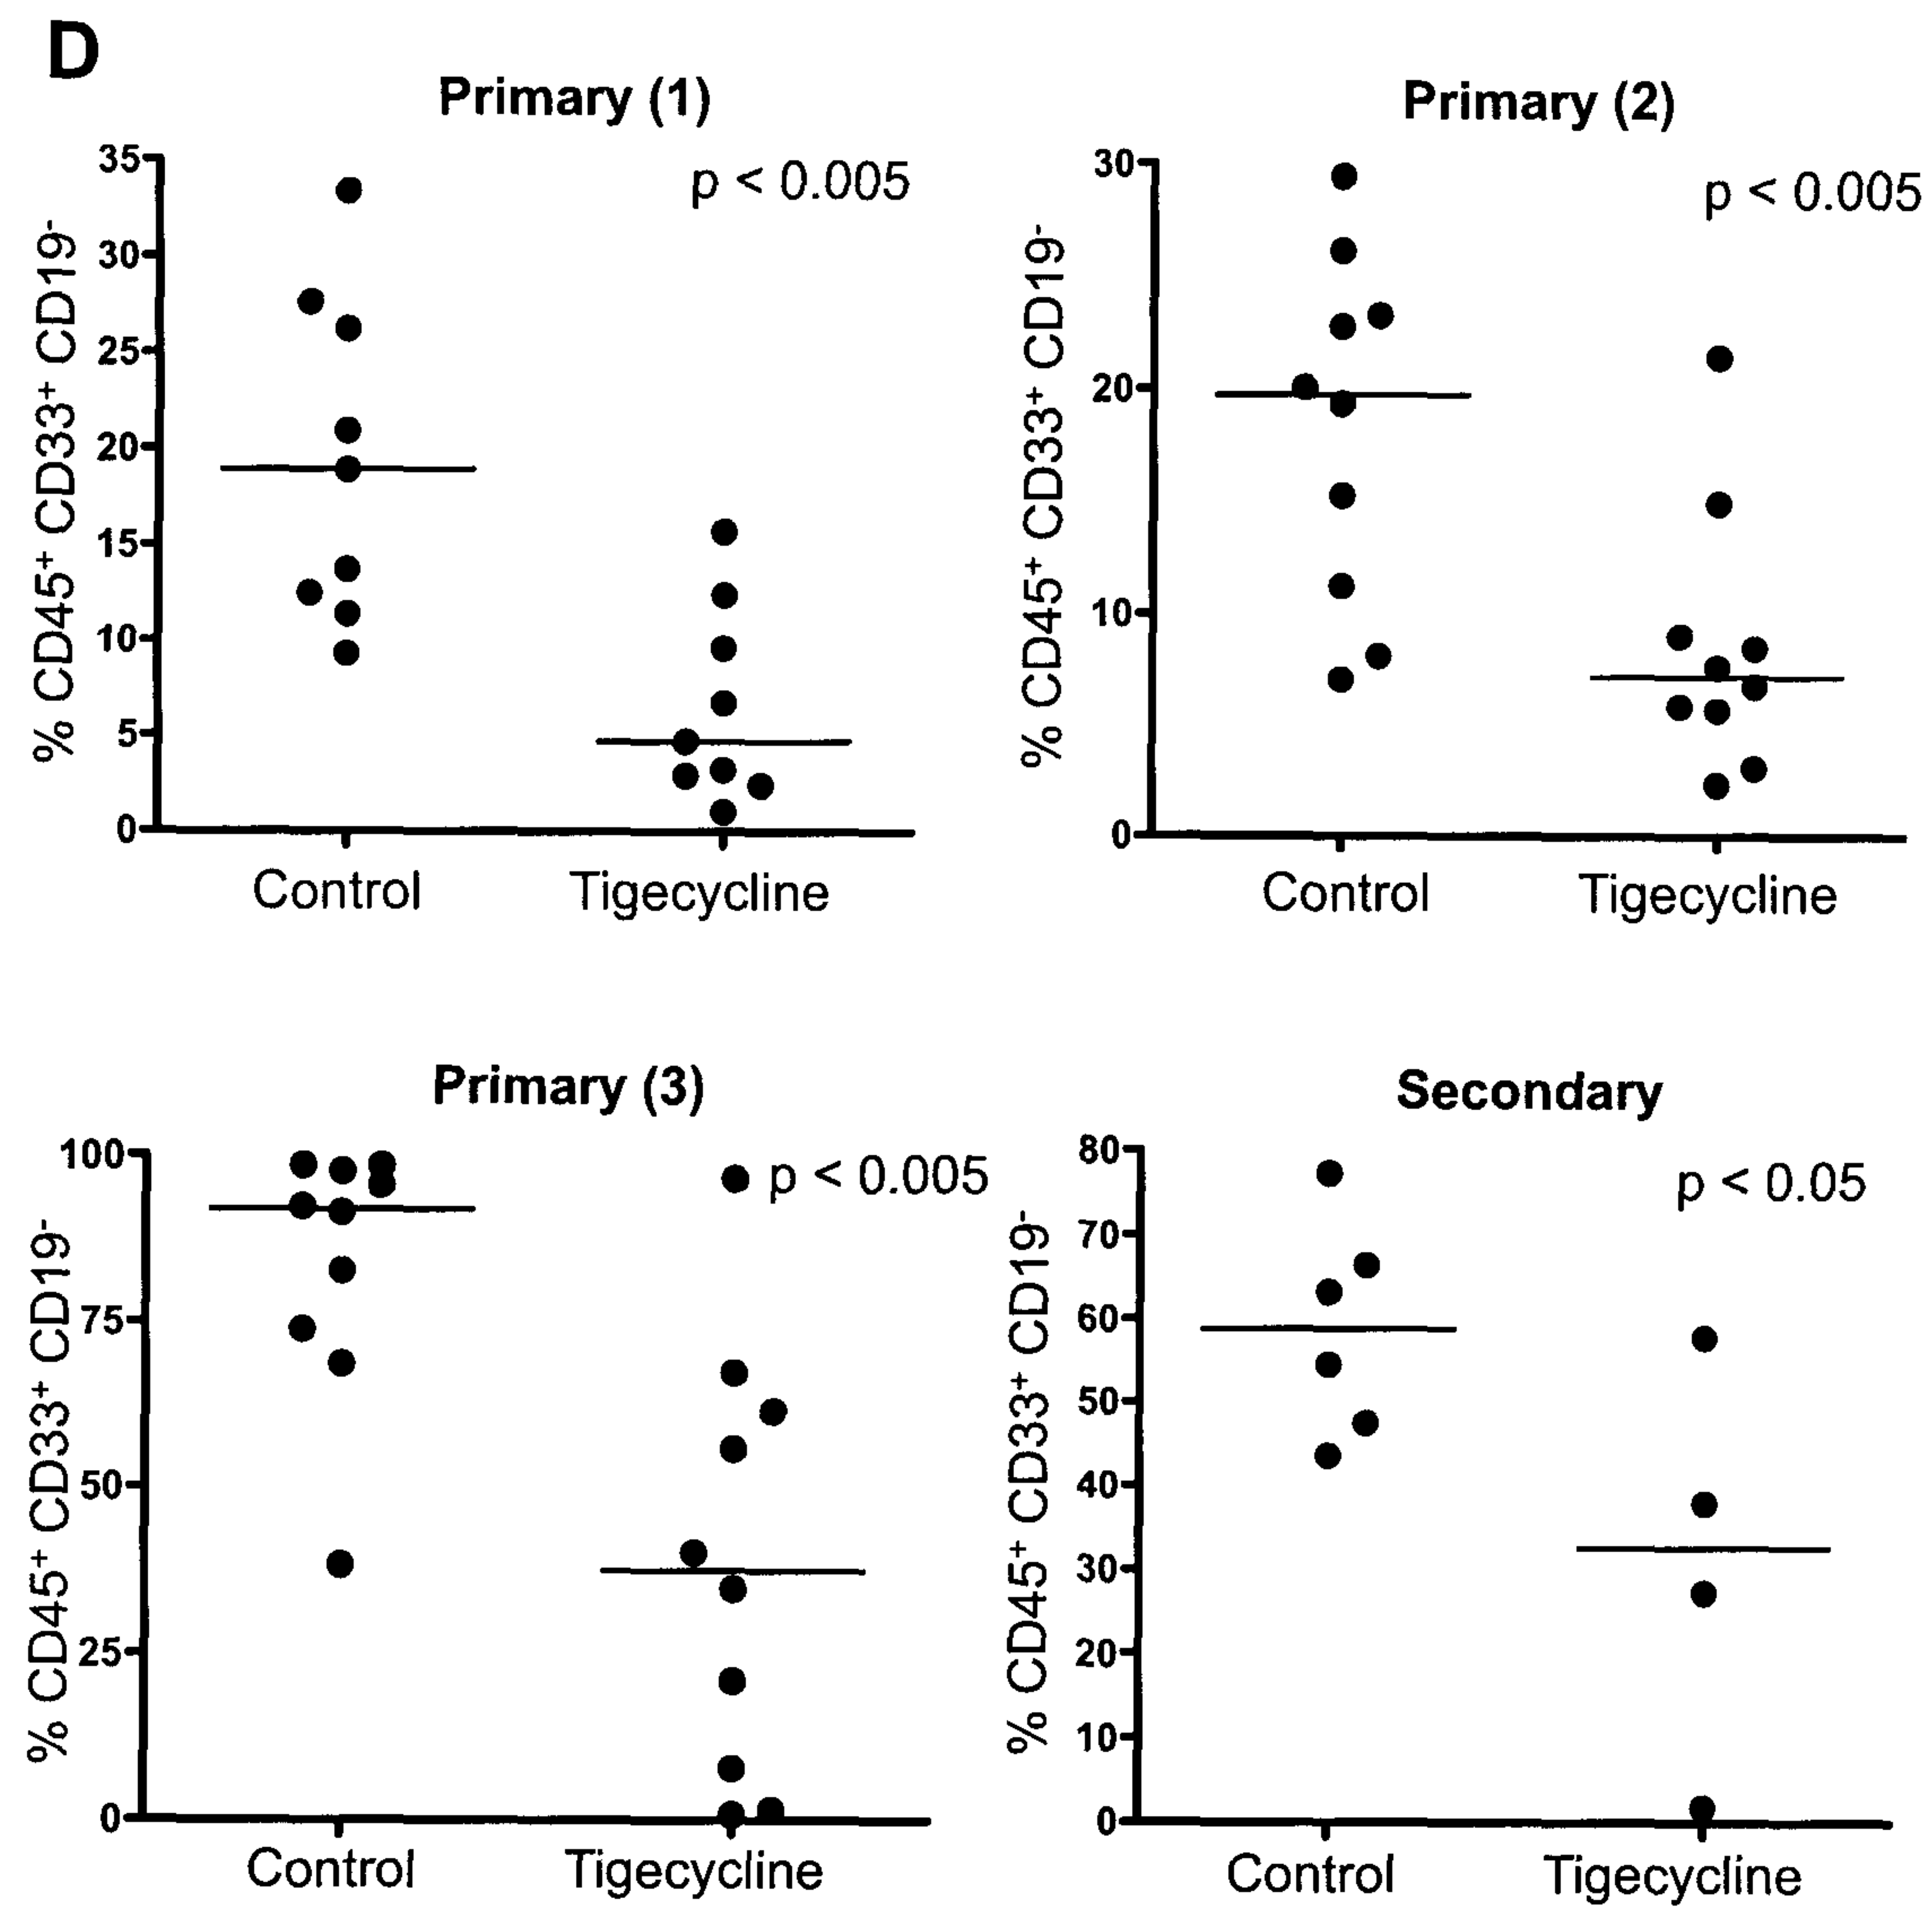 D
Primary (1)
p < 0.005
% CD45⁺ CD33⁺ CD19⁻
35
30
25
20
15
10
5
0
Control
Tigecycline
Primary (2)
p < 0.005
% CD45⁺ CD33⁺ CD19⁻
30
20
10
0
Control
Tigecycline
Primary (3)
p < 0.005
% CD45⁺ CD33⁺ CD19⁻
100
75
50
25
0
Control
Tigecycline
Secondary
p < 0.05
% CD45⁺ CD33⁺ CD19⁻
80
70
60
50
40
30
20
10
0
Control
Tigecycline